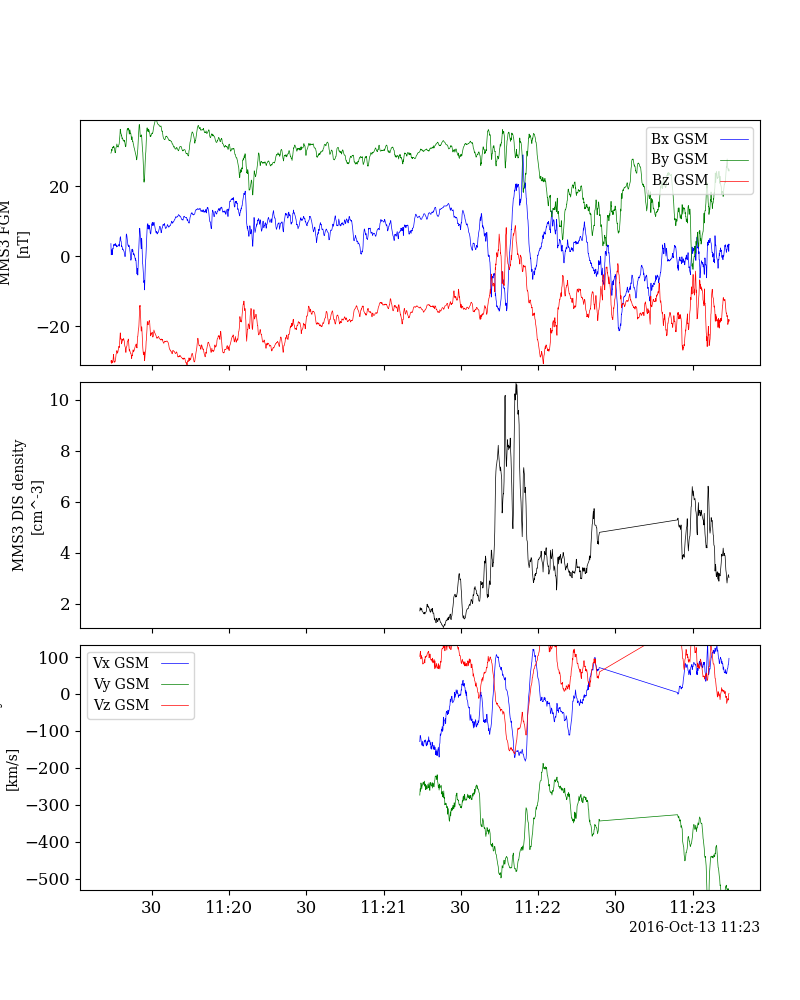 MMS3 FGM
[nT]
20
0
−20
Bx GSM
By GSM
Bz GSM
MMS3 DIS density
[cm^-3]
10
8
6
4
2
[km/s]
100
0
−100
−200
−300
−400
−500
Vx GSM
Vy GSM
Vz GSM
30 11:20 30 11:21 30 11:22 30 11:23
2016-Oct-13 11:23